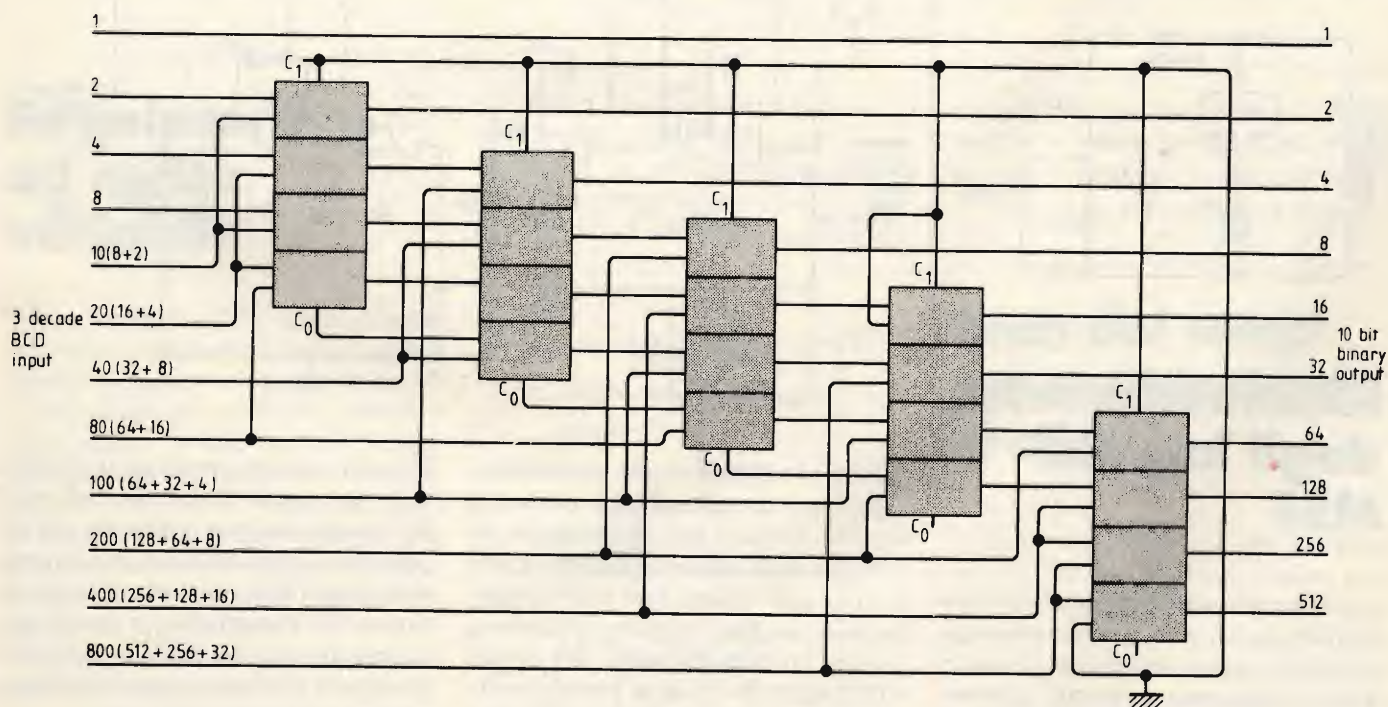 1
1
C1
2
2
4
C1
4
8
C1
8
10(8+2)
C0
C1
16
3 decade
BCD
input
20(16+4)
10 bit
binary
output
32
40(32+8)
C0
C1
80(64+16)
64
C0
100(64+32+4)
128
C0
200(128+64+8)
256
400(256+128+16)
512
800(512+256+32)
C0